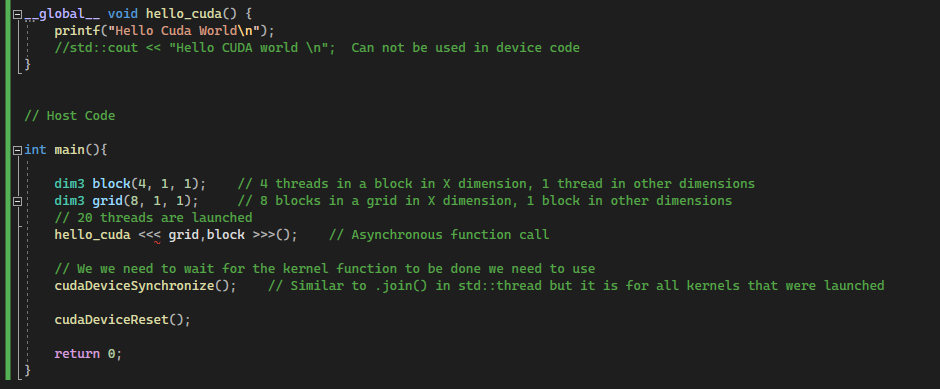 __global__ void hello_cuda() {
printf("Hello Cuda World\n");
//std::cout << "Hello CUDA world \n";  Can not be used in device code
}
// Host Code
int main(){
dim3 block(4, 1, 1);    // 4 threads in a block in X dimension, 1 thread in other dimensions
dim3 grid(8, 1, 1);     // 8 blocks in a grid in X dimension, 1 block in other dimensions
// 20 threads are launched
hello_cuda <<< grid,block >>>();    // Asynchronous function call
// We we need to wait for the kernel function to be done we need to use
cudaDeviceSynchronize();    // Similar to .join() in std::thread but it is for all kernels that were launched
cudaDeviceReset();
return 0;
}